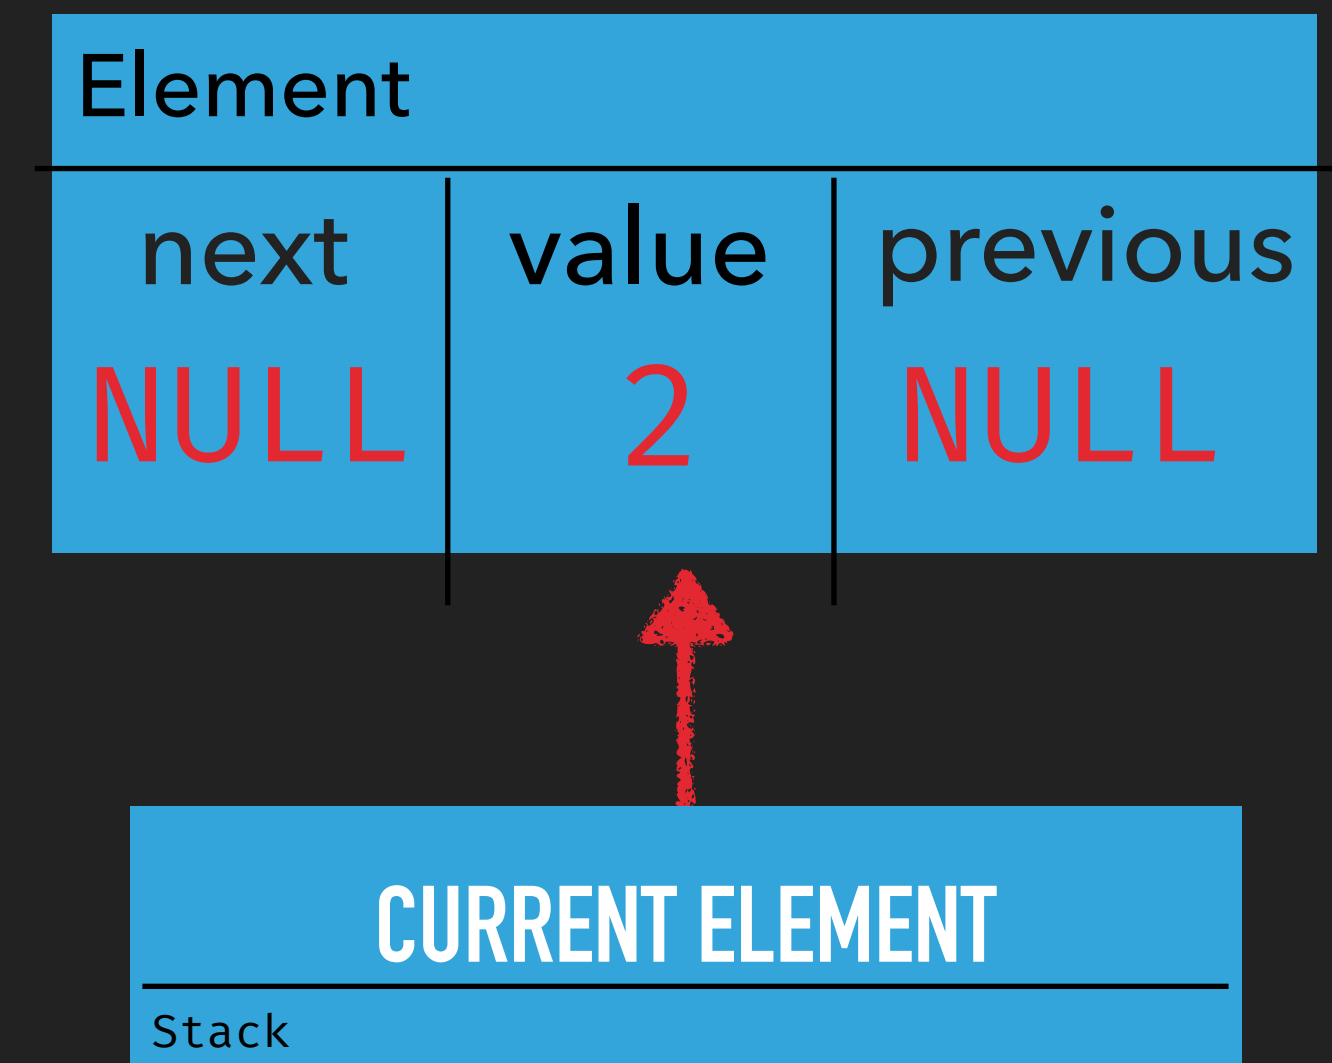 Element
next value previous
NULL 2 NULL
CURRENT ELEMENT
Stack